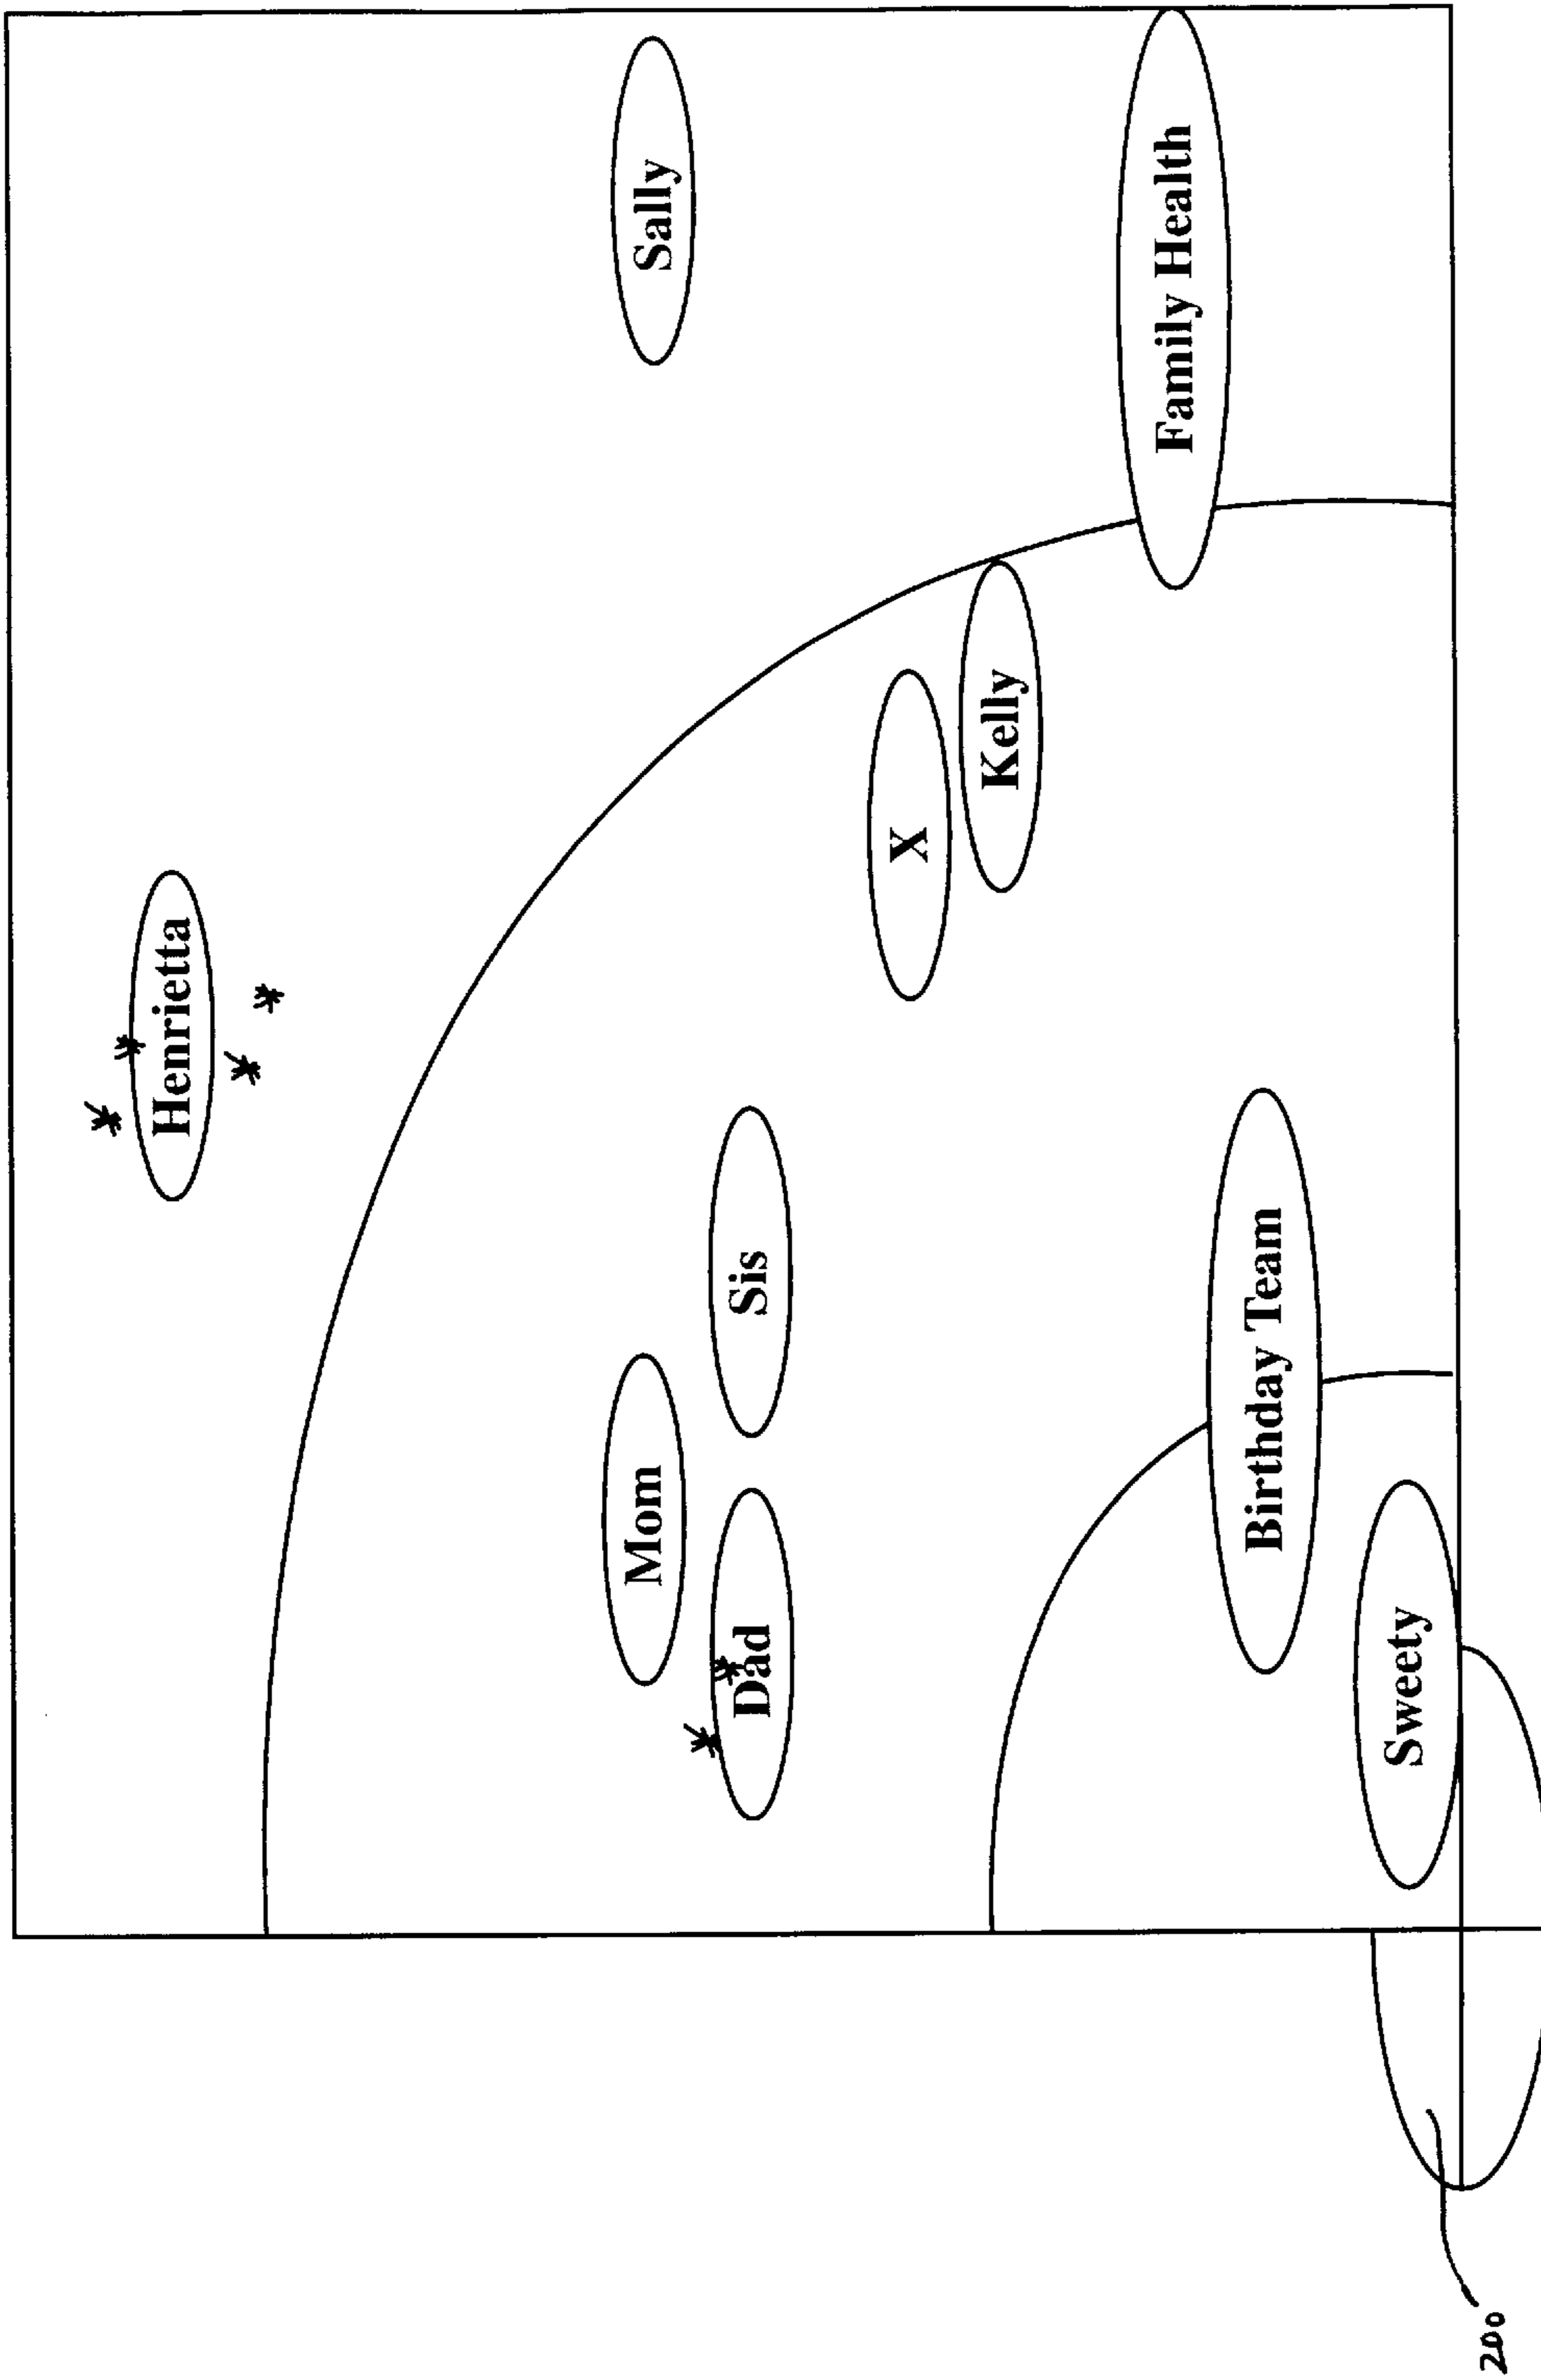 Henrietta
Sally
Mom
Dad
Sis
X
Kelly
Family Health
Birthday Team
Sweety
200